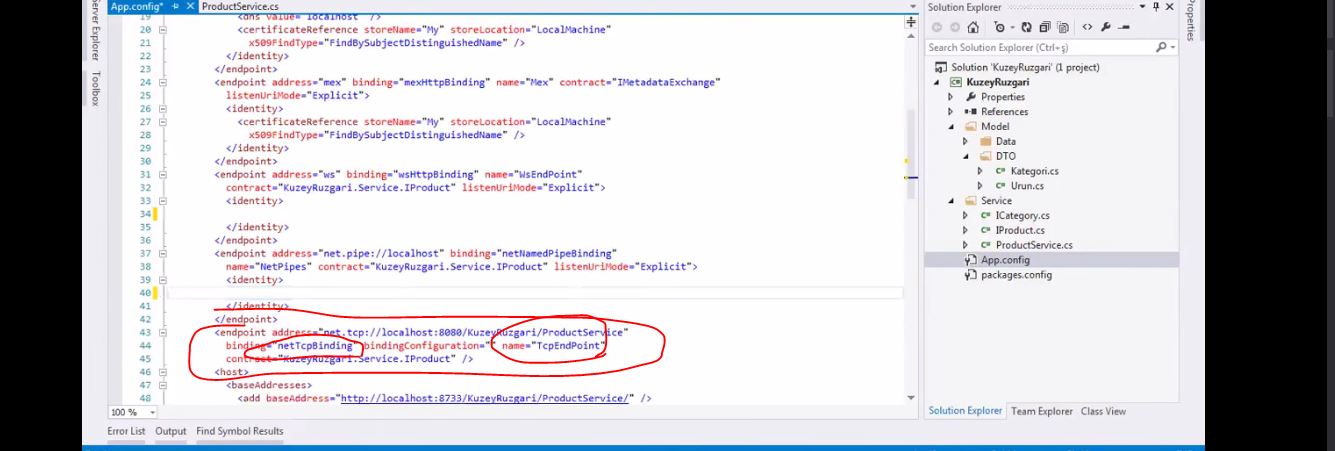 App.config*
ProductService.cs
Server Explorer
Toolbox
19 <dns value="localhost" />
20 <certificateReference storeName="My" storeLocation="LocalMachine"
21 x509FindType="FindBySubjectDistinguishedName" />
22 </identity>
23 </endpoint>
24 <endpoint address="mex" binding="mexHttpBinding" name="Mex" contract="IMetadataExchange"
25 listenUriMode="Explicit">
26 <identity>
27 <certificateReference storeName="My" storeLocation="LocalMachine"
28 x509FindType="FindBySubjectDistinguishedName" />
29 </identity>
30 </endpoint>
31 <endpoint address="ws" binding="wsHttpBinding" name="WsEndPoint"
32 contract="KuzeyRuzgari.Service.IProduct" listenUriMode="Explicit">
33 <identity>
34
35 </identity>
36 </endpoint>
37 <endpoint address="net.pipe://localhost" binding="netNamedPipeBinding"
38 name="NetPipes" contract="KuzeyRuzgari.Service.IProduct" listenUriMode="Explicit">
39 <identity>
40
41 </identity>
42 </endpoint>
43 <endpoint address="net.tcp://localhost:8080/KuzeyRuzgari/ProductService"
44 binding="netTcpBinding" bindingConfiguration="" name="TcpEndPoint"
45 contract="KuzeyRuzgari.Service.IProduct" />
46 <host>
47 <baseAddresses>
48 <add baseAddress="http://localhost:8733/KuzeyRuzgari/ProductService/" />
100 %
Error List Output Find Symbol Results
Solution Explorer
Search Solution Explorer (Ctrl+ş)
Solution 'KuzeyRuzgari' (1 project)
KuzeyRuzgari
Properties
References
Model
Data
DTO
Kategori.cs
Urun.cs
Service
ICategory.cs
IProduct.cs
ProductService.cs
App.config
packages.config
Solution Explorer Team Explorer Class View
Properties